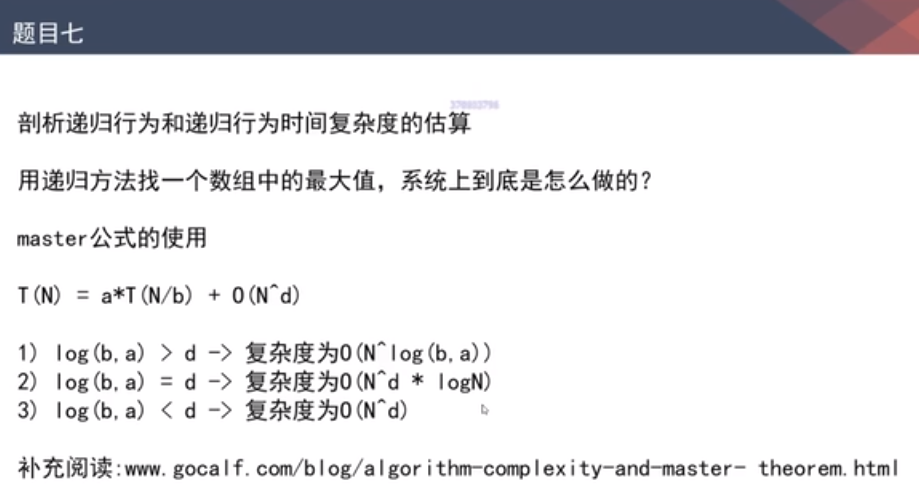 题目七
剖析递归行为和递归行为时间复杂度的估算
用递归方法找一个数组中的最大值，系统上到底是怎么做的？
master公式的使用
T(N) = a*T(N/b) + O(N^d)
1) log(b,a) > d -> 复杂度为O(N^log(b,a))
2) log(b,a) = d -> 复杂度为O(N^d * logN)
3) log(b,a) < d -> 复杂度为O(N^d)
补充阅读:www.gocalf.com/blog/algorithm-complexity-and-master- theorem.html